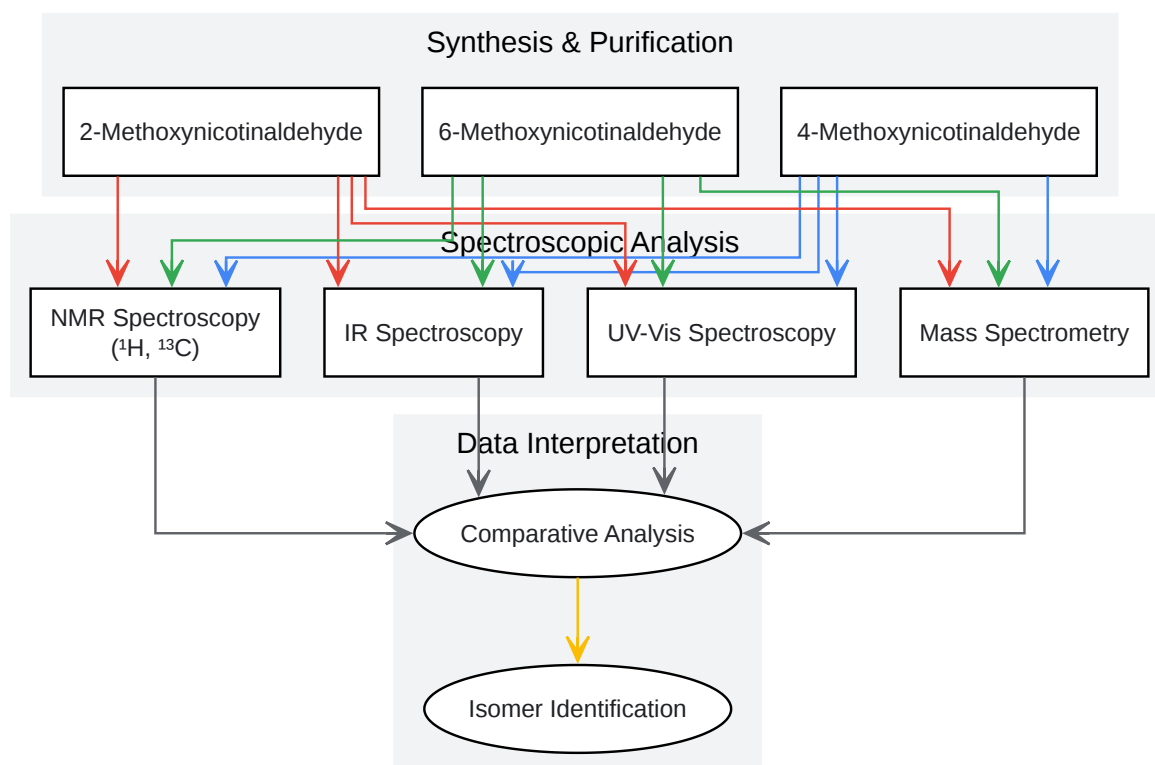 Synthesis & Purification
2-Methoxynicotinaldehyde
6-Methoxynicotinaldehyde
4-Methoxynicotinaldehyde
Spectroscopic Analysis
NMR Spectroscopy
(¹H, ¹³C)
IR Spectroscopy
UV-Vis Spectroscopy
Mass Spectrometry
Data Interpretation
Comparative Analysis
Isomer Identification